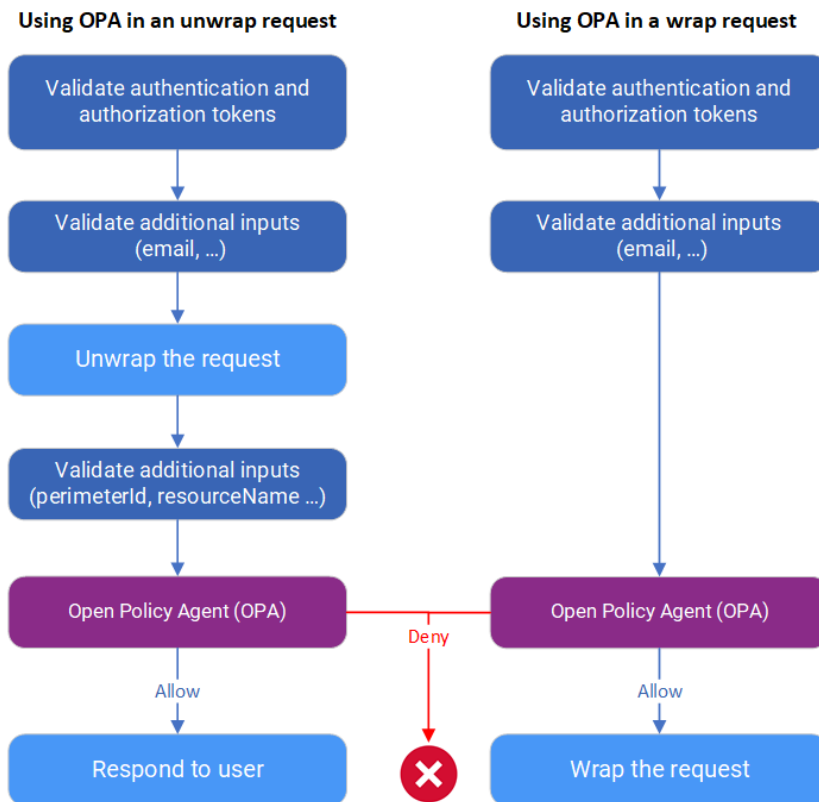 Using OPA in an unwrap request
Validate authentication and
authorization tokens
Validate additional inputs
(email, ...)
Unwrap the request
Validate additional inputs
(perimeterId, resourceName ...)
Open Policy Agent (OPA)
Allow
Respond to user
Deny
Using OPA in a wrap request
Validate authentication and
authorization tokens
Validate additional inputs
(email, ...)
Open Policy Agent (OPA)
Allow
Wrap the request